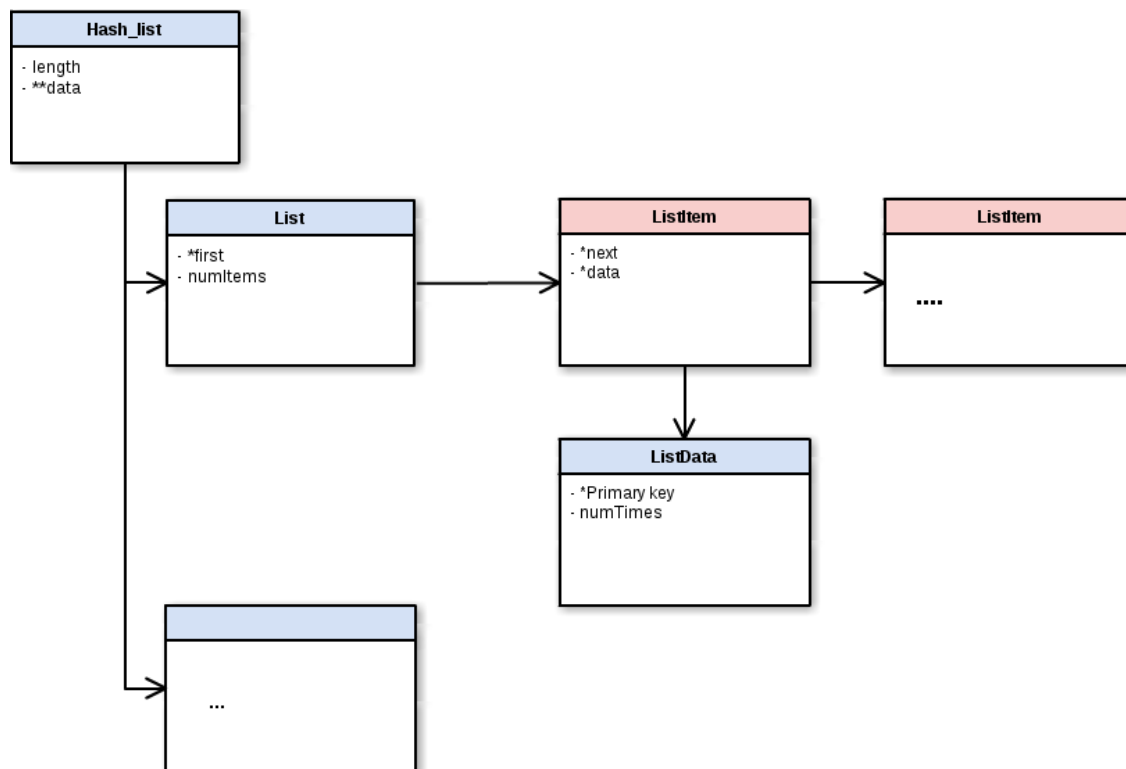 Hash_list
- length
- **data
List
- *first
- numItems
ListItem
- *next
- *data
ListItem
....
ListData
- *Primary key
- numTimes
...